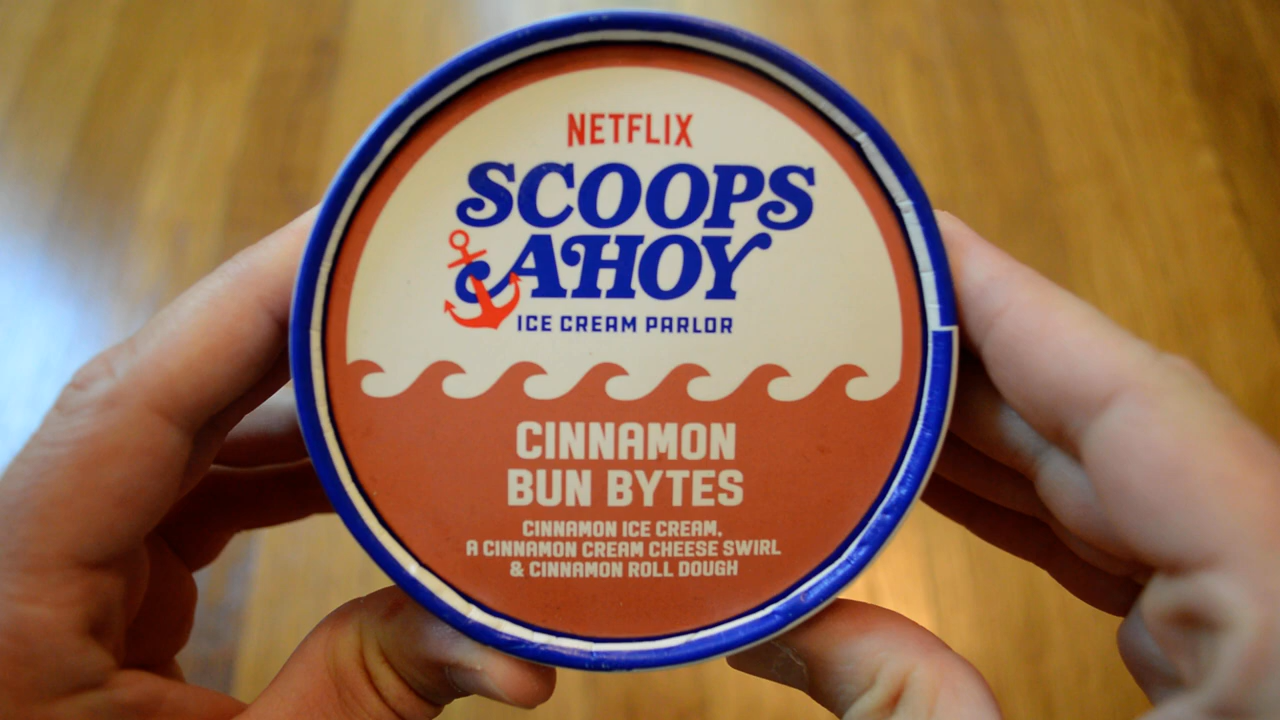 NETFLIX
SCOOPS
AHOY
ICE CREAM PARLOR
CINNAMON
BUN BYTES
CINNAMON ICE CREAM,
A CINNAMON CREAM CHEESE SWIRL
& CINNAMON ROLL DOUGH